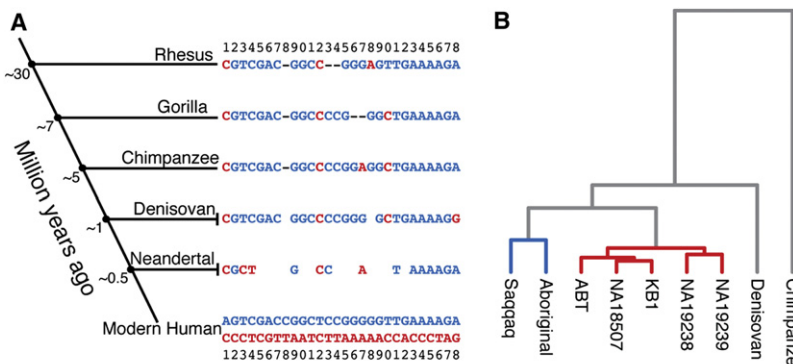 A
B
1234567890123456789012345678
Rhesus CGTCGAC-GGCC--GGGAGTTGAAAAGA
~30
Gorilla CGTCGAC-GGCCCCG--GGCTGAAAAGA
~7
Chimpanzee CGTCGAC-GGCCCCGGAGGCTGAAAAGA
~5
Denisovan CGTCGAC GGCCCCGGG GCTGAAAAGG
~1
Neandertal CGCT G CC A T AAAAGA
~0.5
Million years ago
Modern Human AGTCGACCGGCTCCGGGGGTTGAAAAGA
CCCTCGTTAATCTTAAAAACCACCCTAG
1234567890123456789012345678
Saqqaq
Aboriginal
ABT
NA18507
KB1
NA19238
NA19239
Denisovan
Chimpanze